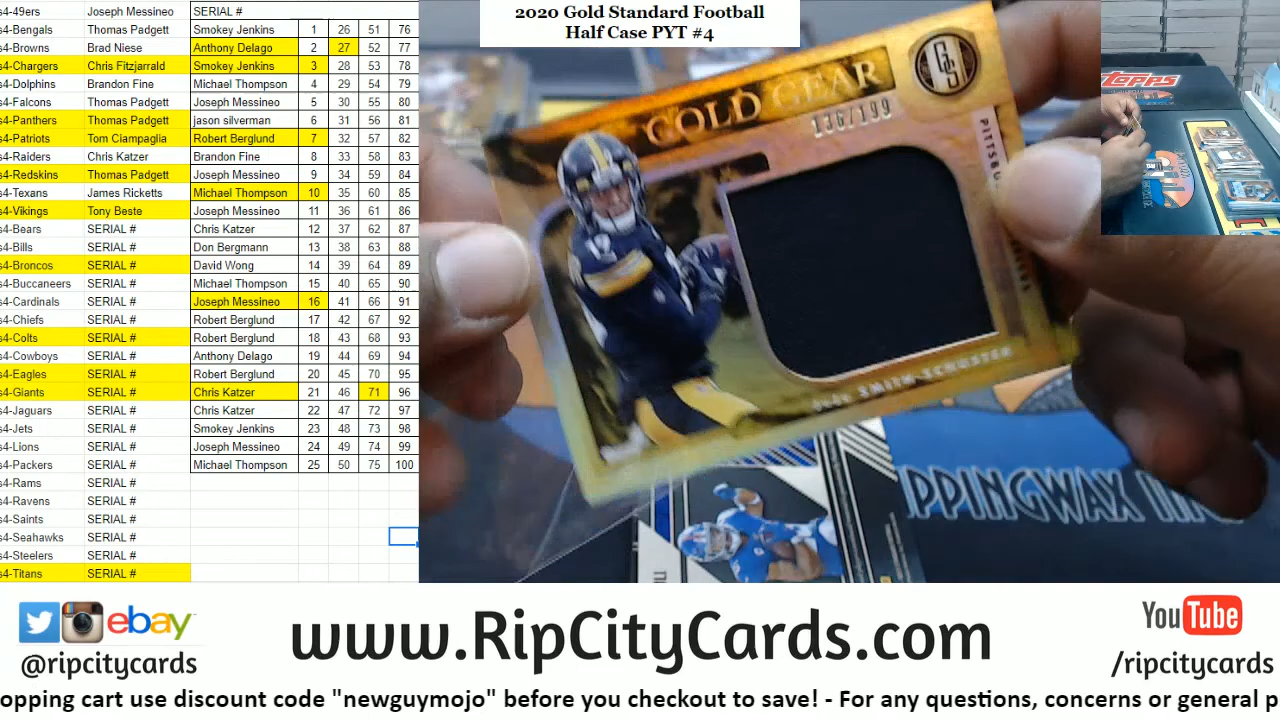 s4-49ers Joseph Messineo SERIAL #
s4-Bengals Thomas Padgett Smokey Jenkins 1 26 51 76
s4-Browns Brad Niese Anthony Delago 2 27 52 77
s4-Chargers Chris Fitzjarrald Smokey Jenkins 3 28 53 78
s4-Dolphins Brandon Fine Michael Thompson 4 29 54 79
s4-Falcons Thomas Padgett Joseph Messineo 5 30 55 80
s4-Panthers Thomas Padgett jason silverman 6 31 56 81
s4-Patriots Tom Ciampaglia Robert Berglund 7 32 57 82
s4-Raiders Chris Katzer Brandon Fine 8 33 58 83
s4-Redskins Thomas Padgett Joseph Messineo 9 34 59 84
s4-Texans James Ricketts Michael Thompson 10 35 60 85
s4-Vikings Tony Beste Joseph Messineo 11 36 61 86
s4-Bears SERIAL # Chris Katzer 12 37 62 87
s4-Bills SERIAL # Don Bergmann 13 38 63 88
s4-Broncos SERIAL # David Wong 14 39 64 89
s4-Buccaneers SERIAL # Michael Thompson 15 40 65 90
s4-Cardinals SERIAL # Joseph Messineo 16 41 66 91
s4-Chiefs SERIAL # Robert Berglund 17 42 67 92
s4-Colts SERIAL # Robert Berglund 18 43 68 93
s4-Cowboys SERIAL # Anthony Delago 19 44 69 94
s4-Eagles SERIAL # Robert Berglund 20 45 70 95
s4-Giants SERIAL # Chris Katzer 21 46 71 96
s4-Jaguars SERIAL # Chris Katzer 22 47 72 97
s4-Jets SERIAL # Smokey Jenkins 23 48 73 98
s4-Lions SERIAL # Joseph Messineo 24 49 74 99
s4-Packers SERIAL # Michael Thompson 25 50 75 100
s4-Rams SERIAL #
s4-Ravens SERIAL #
s4-Saints SERIAL #
s4-Seahawks SERIAL #
s4-Steelers SERIAL #
s4-Titans SERIAL #
2020 Gold Standard Football
Half Case PYT #4
GOLD GEAR
136/199
GS
PITTSBU
JuJu SMITH-SCHUSTER
TOPPS
PPINGWAX IN
ebay
@ripcitycards
www.RipCityCards.com
YouTube
/ripcitycards
opping cart use discount code "newguymojo" before you checkout to save! - For any questions, concerns or general p